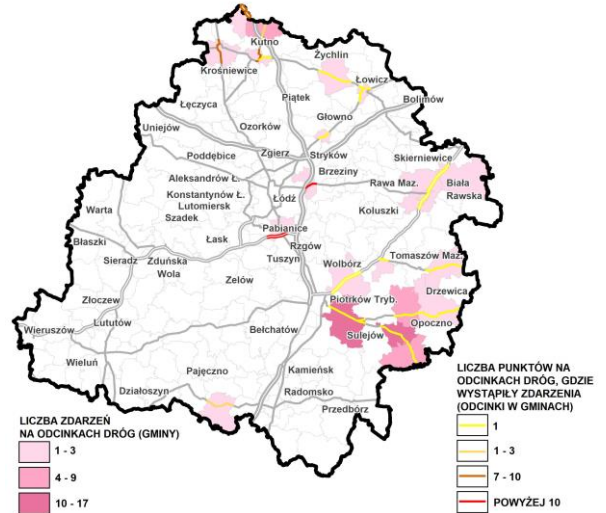 Kutno
Żychlin
Krośniewice
Łowicz
Piątek
Bolimów
Łęczyca
Głowno
Uniejów
Ozorków
Skierniewice
Zgierz
Stryków
Poddębice
Brzeziny
Aleksandrów Ł.
Rawa Maz.
Biała
Rawska
Konstantynów Ł.
Łódź
Lutomiersk
Warta
Szadek
Koluszki
Pabianice
Błaszki
Łask
Rzgów
Sieradz
Zduńska
Wola
Tuszyn
Wolbórz
Tomaszów Maz.
Zelów
Drzewica
Złoczew
Piotrków Tryb.
Lututów
Bełchatów
Opoczno
Wieruszów
Sulejów
Wieluń
Pajęczno
Kamieńsk
Działoszyn
Radomsko
Przedbórz
LICZBA ZDARZEŃ
NA ODCINKACH DRÓG (GMINY)
1 - 3
4 - 9
10 - 17
LICZBA PUNKTÓW NA
ODCINKACH DRÓG, GDZIE
WYSTĄPIŁY ZDARZENIA
(ODCINKI W GMINACH)
1
1 - 3
7 - 10
POWYŻEJ 10